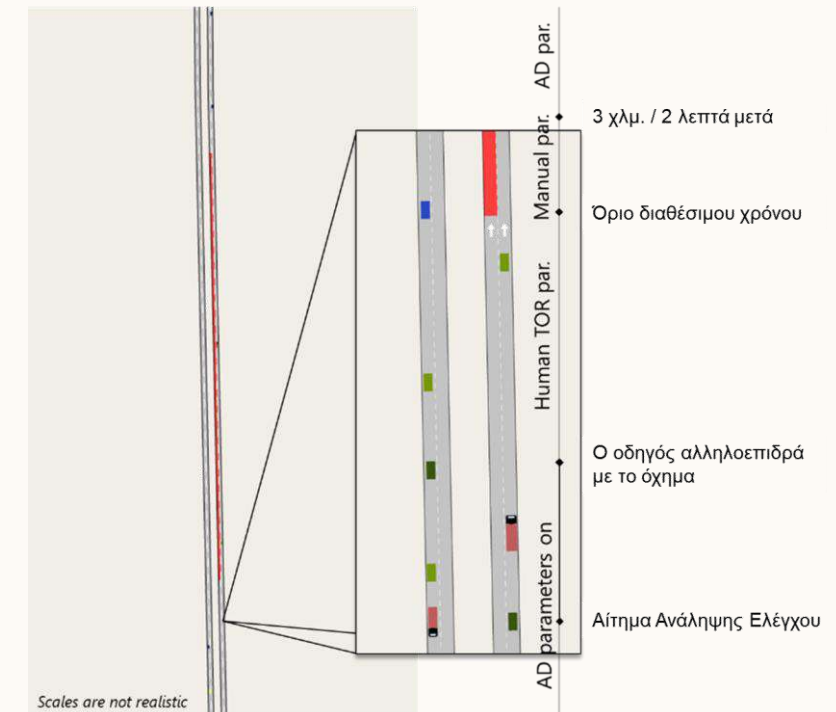 AD par.
3 χλμ. / 2 λεπτά μετά
Manual par.
Όριο διαθέσιμου χρόνου
Human TOR par.
Ο οδηγός αλληλοεπιδρά
με το όχημα
AD parameters on
Αίτημα Ανάληψης Ελέγχου
Scales are not realistic